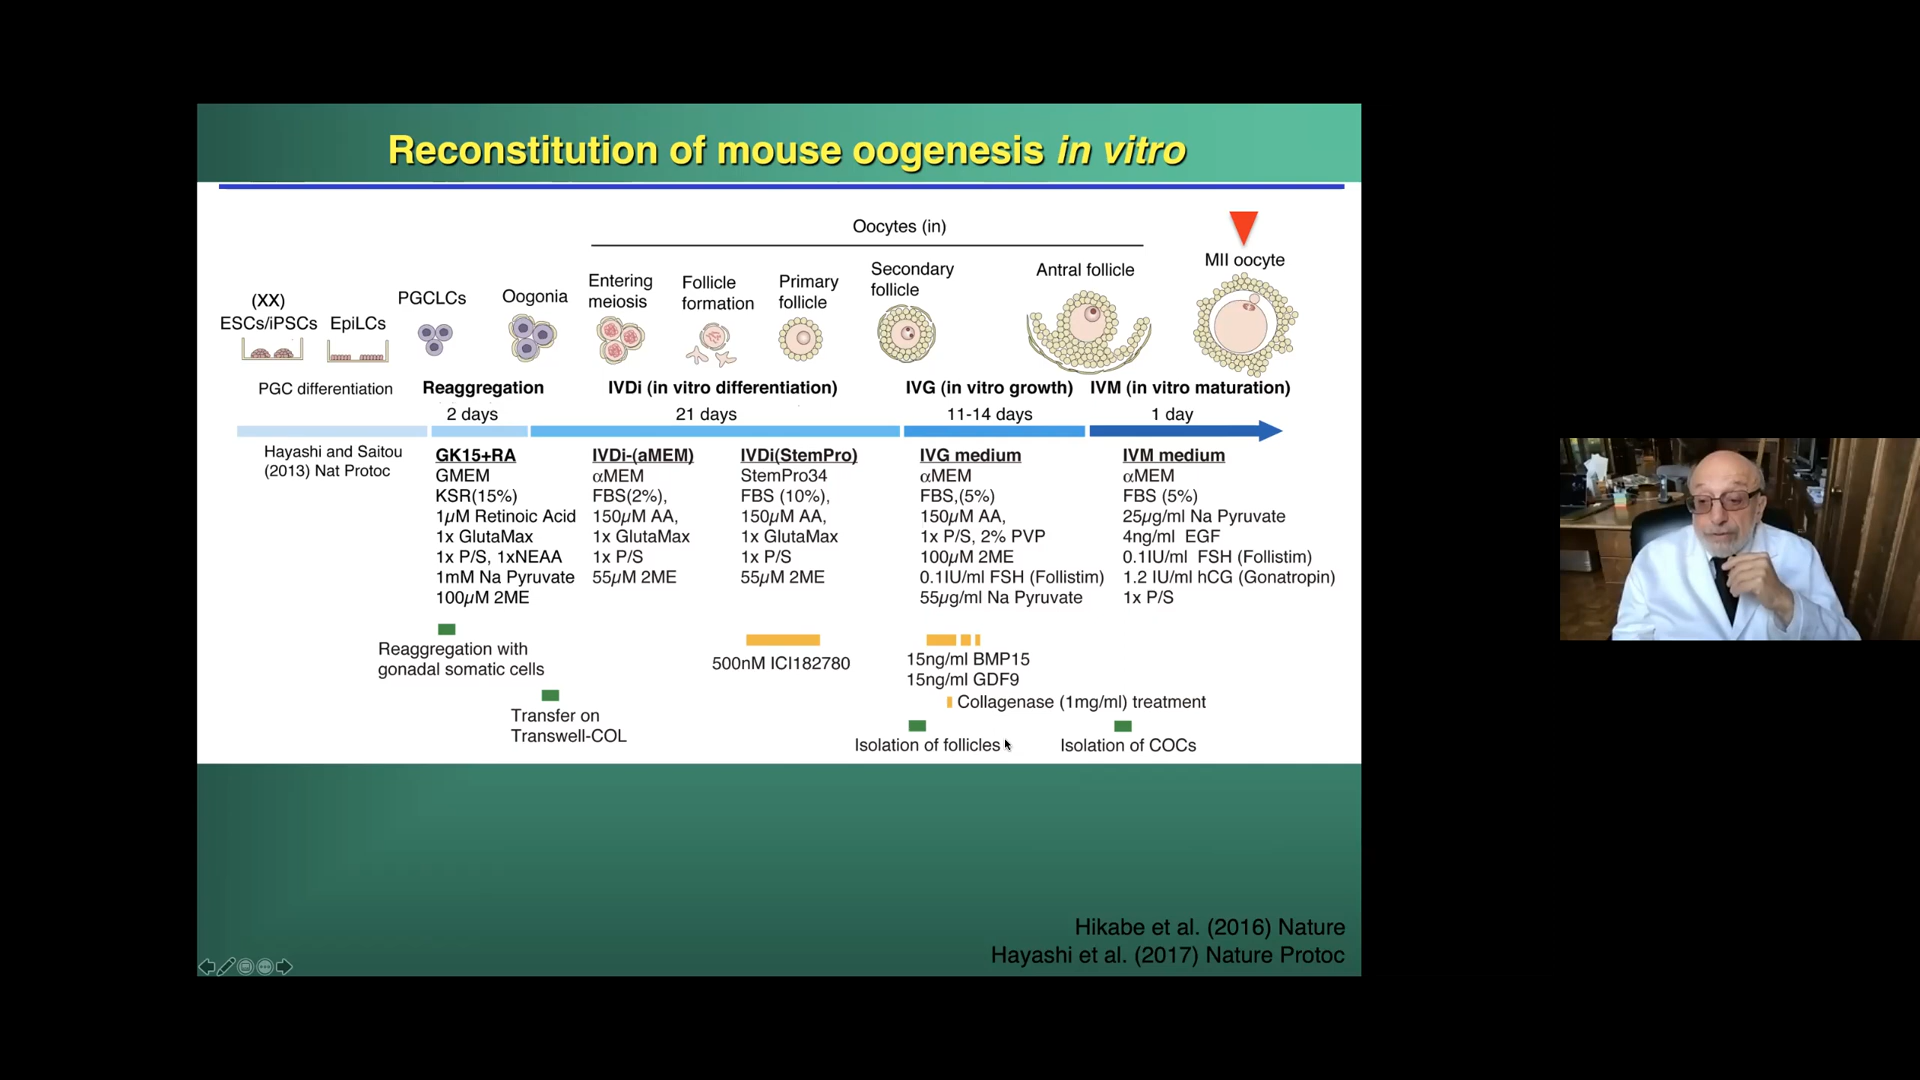 Reconstitution of mouse oogenesis in vitro
Oocytes (in)
(XX)
ESCs/iPSCs
EpiLCs
PGCLCs
Oogonia
Entering
meiosis
Follicle
formation
Primary
follicle
Secondary
follicle
Antral follicle
MII oocyte
PGC differentiation
Reaggregation
IVDi (in vitro differentiation)
IVG (in vitro growth)
IVM (in vitro maturation)
2 days
21 days
11-14 days
1 day
Hayashi and Saitou
(2013) Nat Protoc
GK15+RA
GMEM
KSR(15%)
1µM Retinoic Acid
1x GlutaMax
1x P/S, 1xNEAA
1mM Na Pyruvate
100µM 2ME
IVDi-(aMEM)
αMEM
FBS(2%),
150µM AA,
1x GlutaMax
1x P/S
55µM 2ME
IVDi(StemPro)
StemPro34
FBS (10%),
150µM AA,
1x GlutaMax
1x P/S
55µM 2ME
IVG medium
αMEM
FBS,(5%)
150µM AA,
1x P/S, 2% PVP
100µM 2ME
0.1IU/ml FSH (Follistim)
55µg/ml Na Pyruvate
IVM medium
αMEM
FBS (5%)
25µg/ml Na Pyruvate
4ng/ml EGF
0.1IU/ml FSH (Follistim)
1.2 IU/ml hCG (Gonatropin)
1x P/S
Reaggregation with
gonadal somatic cells
Transfer on
Transwell-COL
500nM ICI182780
15ng/ml BMP15
15ng/ml GDF9
Collagenase (1mg/ml) treatment
Isolation of follicles
Isolation of COCs
Hikabe et al. (2016) Nature
Hayashi et al. (2017) Nature Protoc